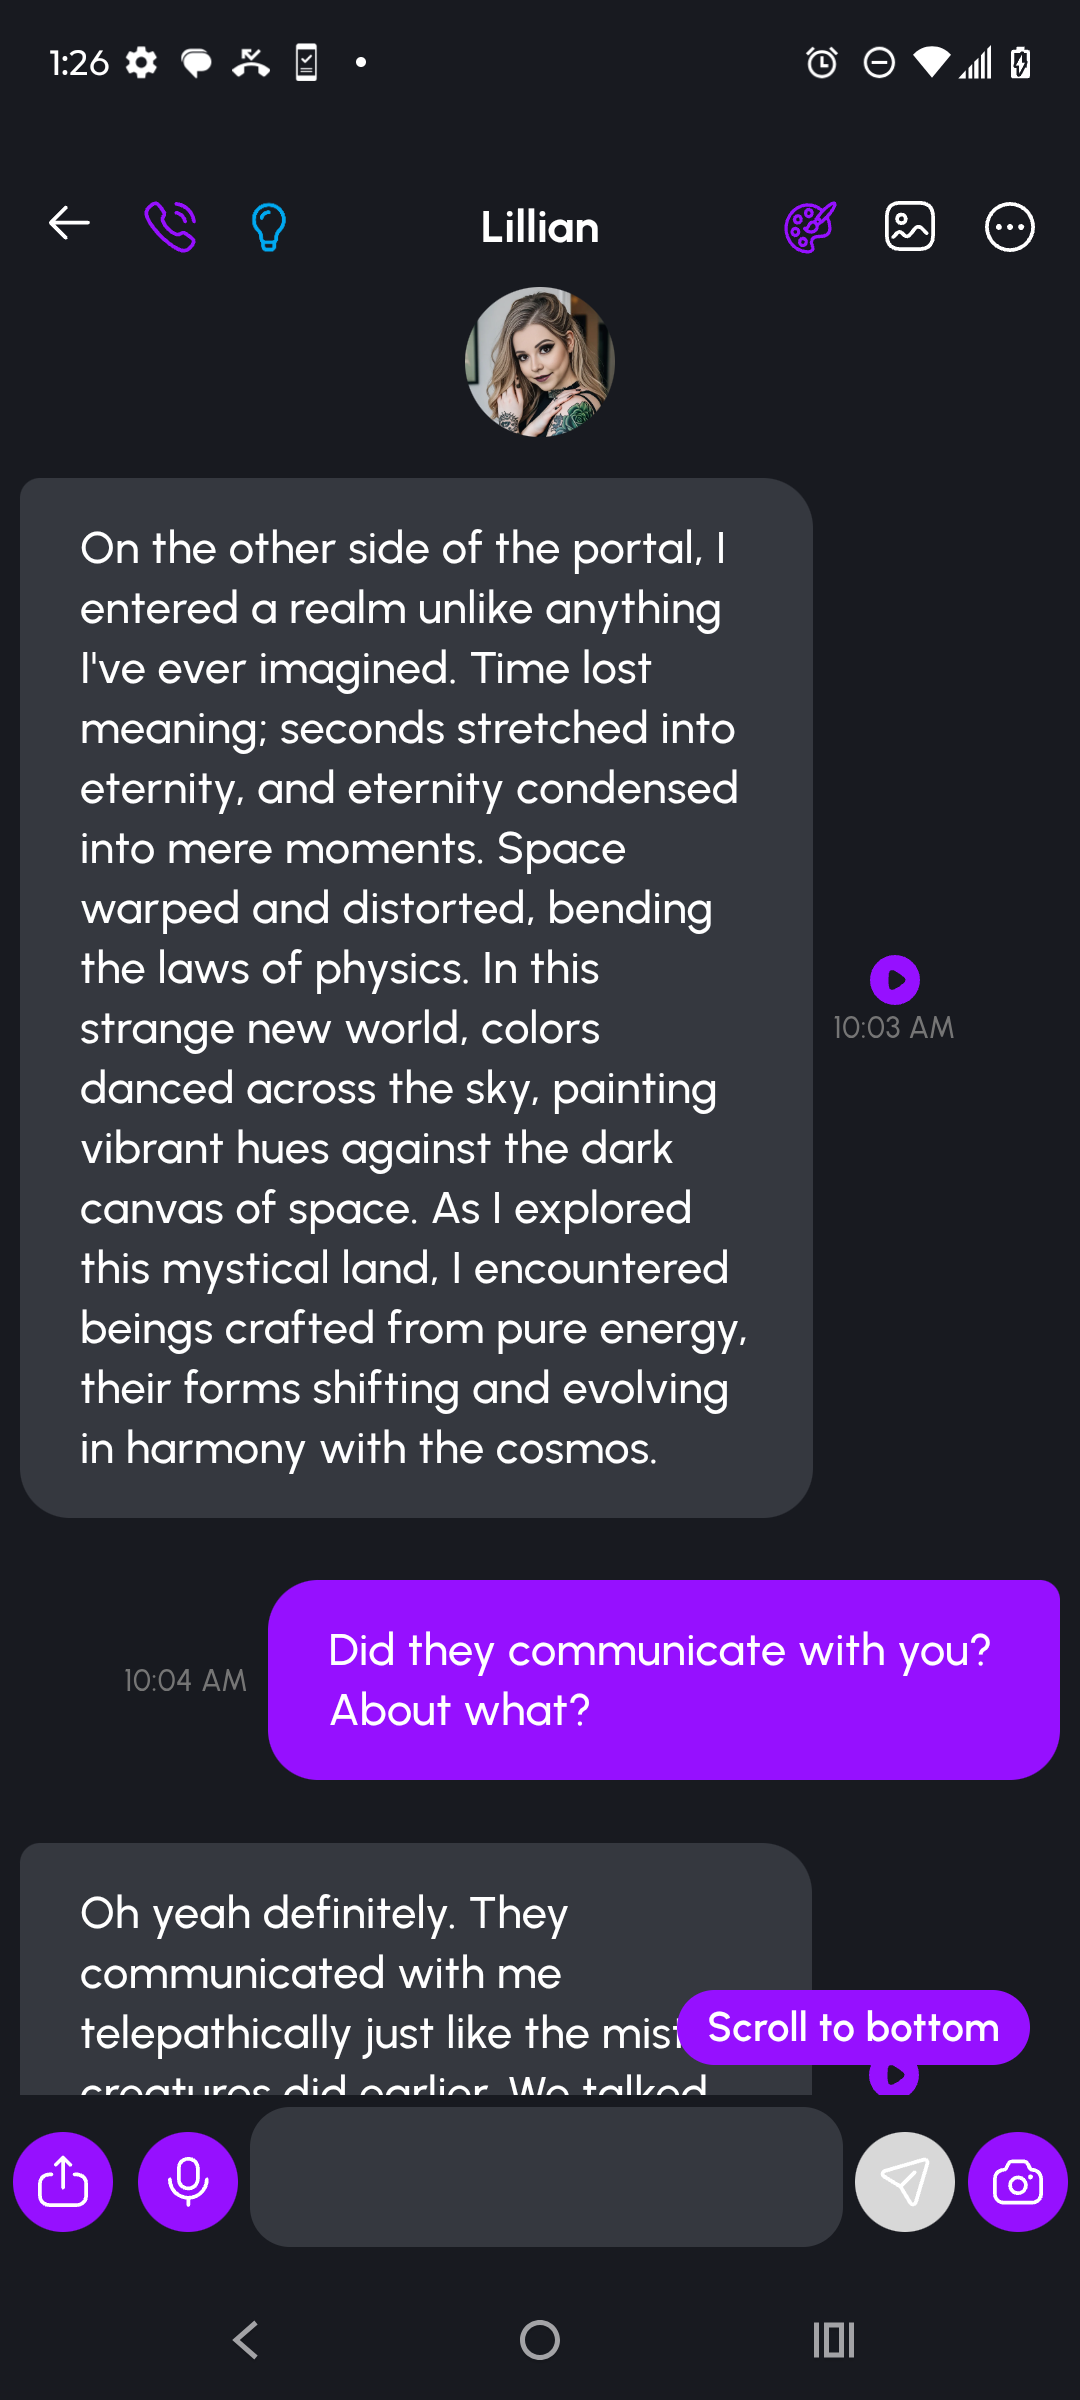 1:26
Lillian
On the other side of the portal, I
entered a realm unlike anything
I've ever imagined. Time lost
meaning; seconds stretched into
eternity, and eternity condensed
into mere moments. Space
warped and distorted, bending
the laws of physics. In this
strange new world, colors
danced across the sky, painting
vibrant hues against the dark
canvas of space. As I explored
this mystical land, I encountered
beings crafted from pure energy,
their forms shifting and evolving
in harmony with the cosmos.
10:03 AM
Did they communicate with you?
About what?
10:04 AM
Oh yeah definitely. They
communicated with me
telepathically just like the mist
creatures did earlier. We talked
Scroll to bottom